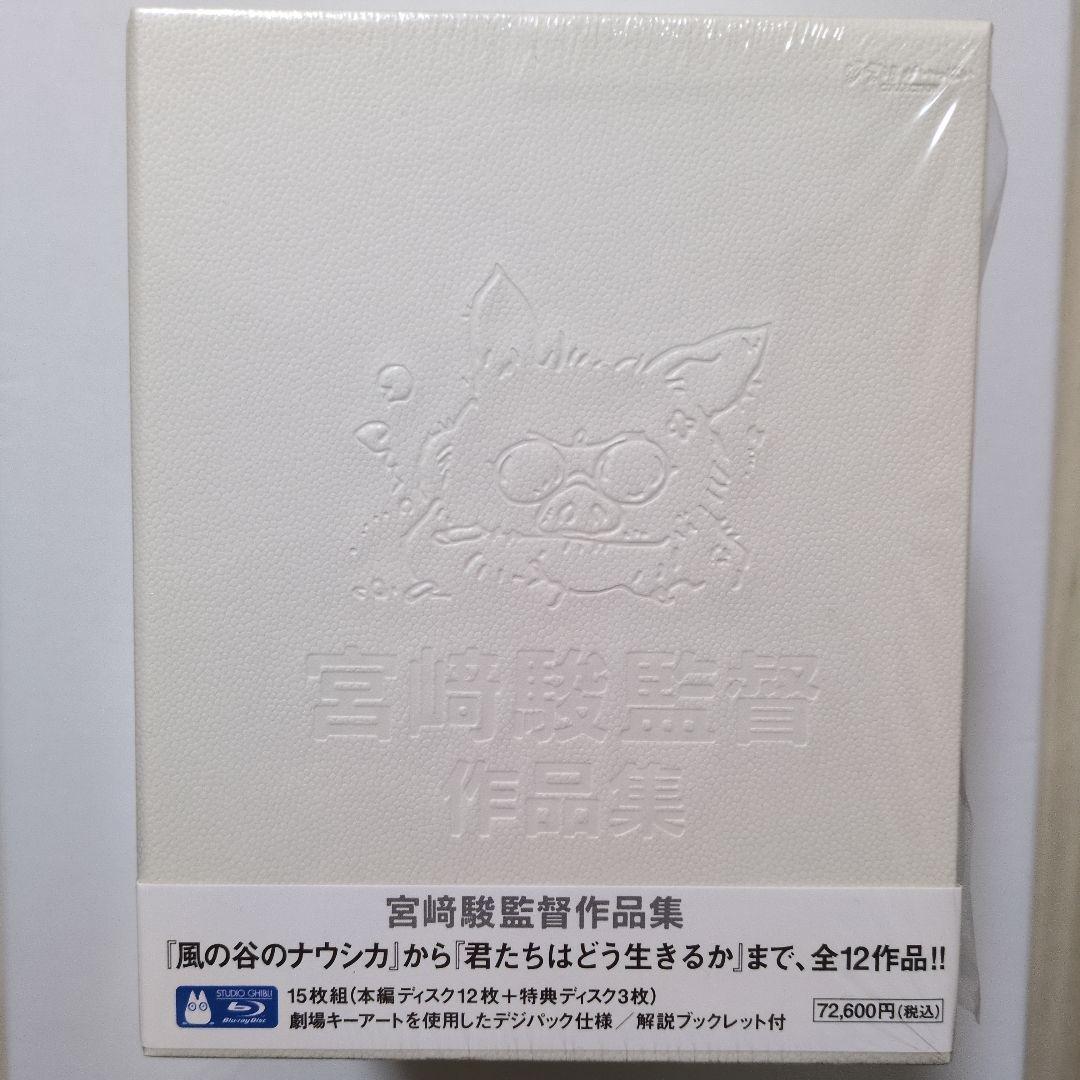 宮﨑駿監督
作品集
宮﨑駿監督作品集
『風の谷のナウシカ』から『君たちはどう生きるか』まで、全12作品!!
STUDIO GHIBLI
Blu-ray Disc
15枚組(本編ディスク12枚+特典ディスク3枚)
劇場キーアートを使用したデジパック仕様/解説ブックレット付
72,600円(税込)